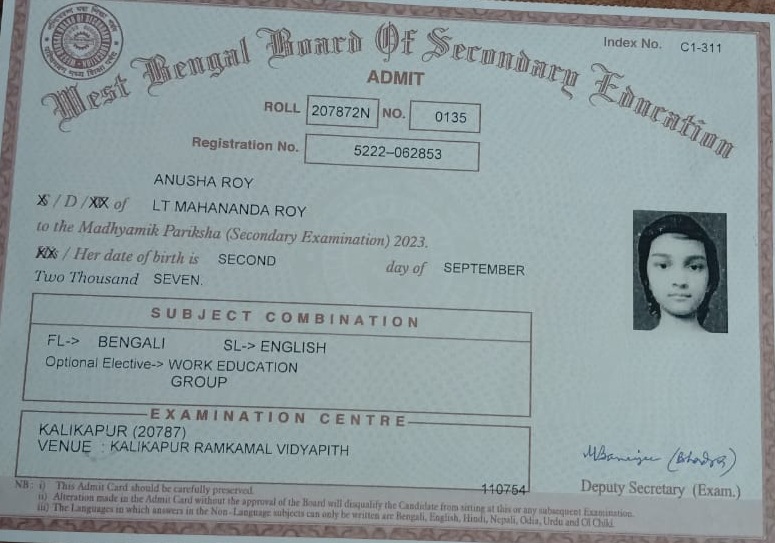 West Bengal Board Of Secondary Education
Index No. C1-311
ADMIT
ROLL 207872N NO. 0135
Registration No. 5222-062853
ANUSHA ROY
S / D / of LT MAHANANDA ROY
to the Madhyamik Pariksha (Secondary Examination) 2023.
/ Her date of birth is SECOND day of SEPTEMBER
Two Thousand SEVEN.
SUBJECT COMBINATION
FL-> BENGALI SL-> ENGLISH
Optional Elective-> WORK EDUCATION
GROUP
EXAMINATION CENTRE
KALIKAPUR (20787)
VENUE : KALIKAPUR RAMKAMAL VIDYAPITH
110754
Deputy Secretary (Exam.)
NB : i) This Admit Card should be carefully preserved.
ii) Alteration made in the Admit Card without the approval of the Board will disqualify the Candidate from sitting at this or any subsequent Examination.
iii) The Languages in which answers in the Non-Language subjects can only be written are Bengali, English, Hindi, Nepali, Odia, Urdu and Ol Chiki.